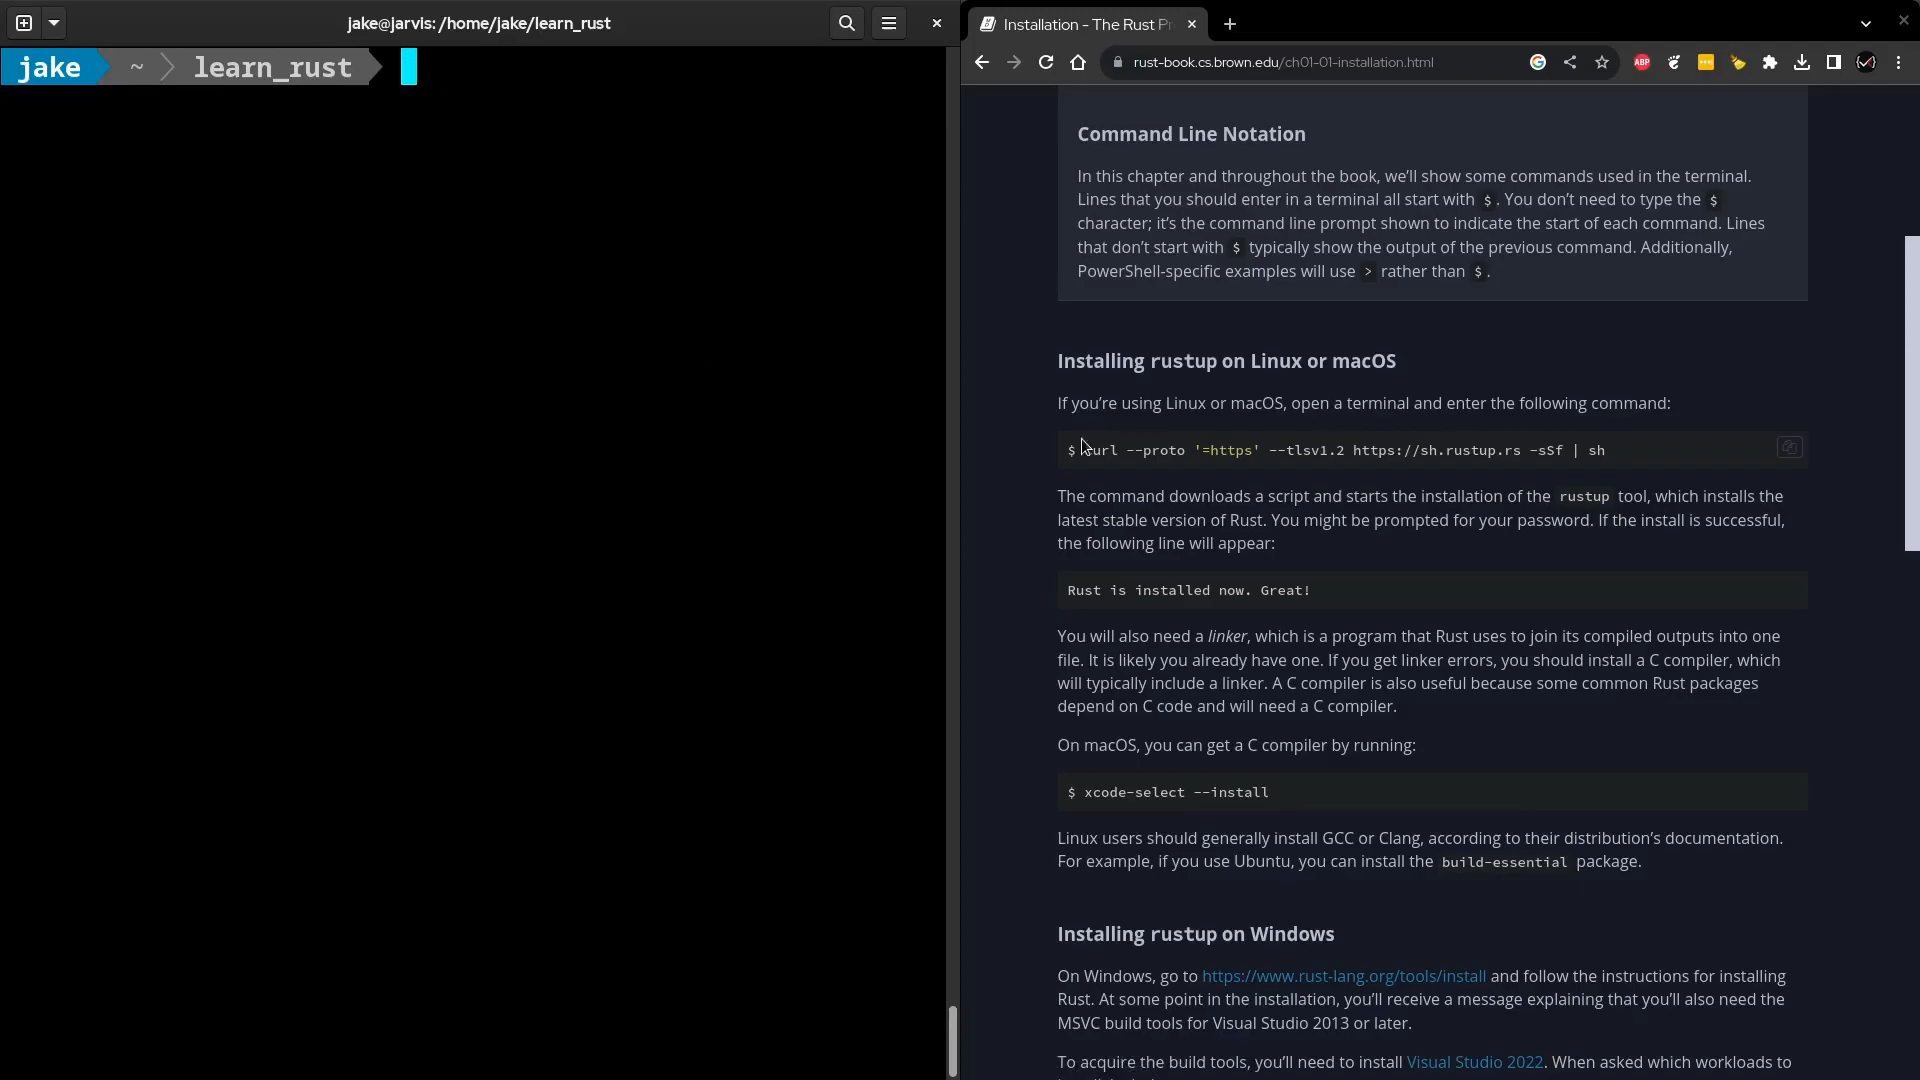 jake@jarvis: /home/jake/learn_rust
jake ~ learn_rust
Installation - The Rust Pr
rust-book.cs.brown.edu/ch01-01-installation.html
ABP
Command Line Notation
In this chapter and throughout the book, we’ll show some commands used in the terminal.
Lines that you should enter in a terminal all start with $ . You don’t need to type the $
character; it’s the command line prompt shown to indicate the start of each command. Lines
that don’t start with $ typically show the output of the previous command. Additionally,
PowerShell-specific examples will use > rather than $ .
Installing rustup on Linux or macOS
If you’re using Linux or macOS, open a terminal and enter the following command:
$ curl --proto '=https' --tlsv1.2 https://sh.rustup.rs -sSf | sh
The command downloads a script and starts the installation of the rustup tool, which installs the
latest stable version of Rust. You might be prompted for your password. If the install is successful,
the following line will appear:
Rust is installed now. Great!
You will also need a linker, which is a program that Rust uses to join its compiled outputs into one
file. It is likely you already have one. If you get linker errors, you should install a C compiler, which
will typically include a linker. A C compiler is also useful because some common Rust packages
depend on C code and will need a C compiler.
On macOS, you can get a C compiler by running:
$ xcode-select --install
Linux users should generally install GCC or Clang, according to their distribution’s documentation.
For example, if you use Ubuntu, you can install the build-essential package.
Installing rustup on Windows
On Windows, go to https://www.rust-lang.org/tools/install and follow the instructions for installing
Rust. At some point in the installation, you’ll receive a message explaining that you’ll also need the
MSVC build tools for Visual Studio 2013 or later.
To acquire the build tools, you’ll need to install Visual Studio 2022. When asked which workloads to